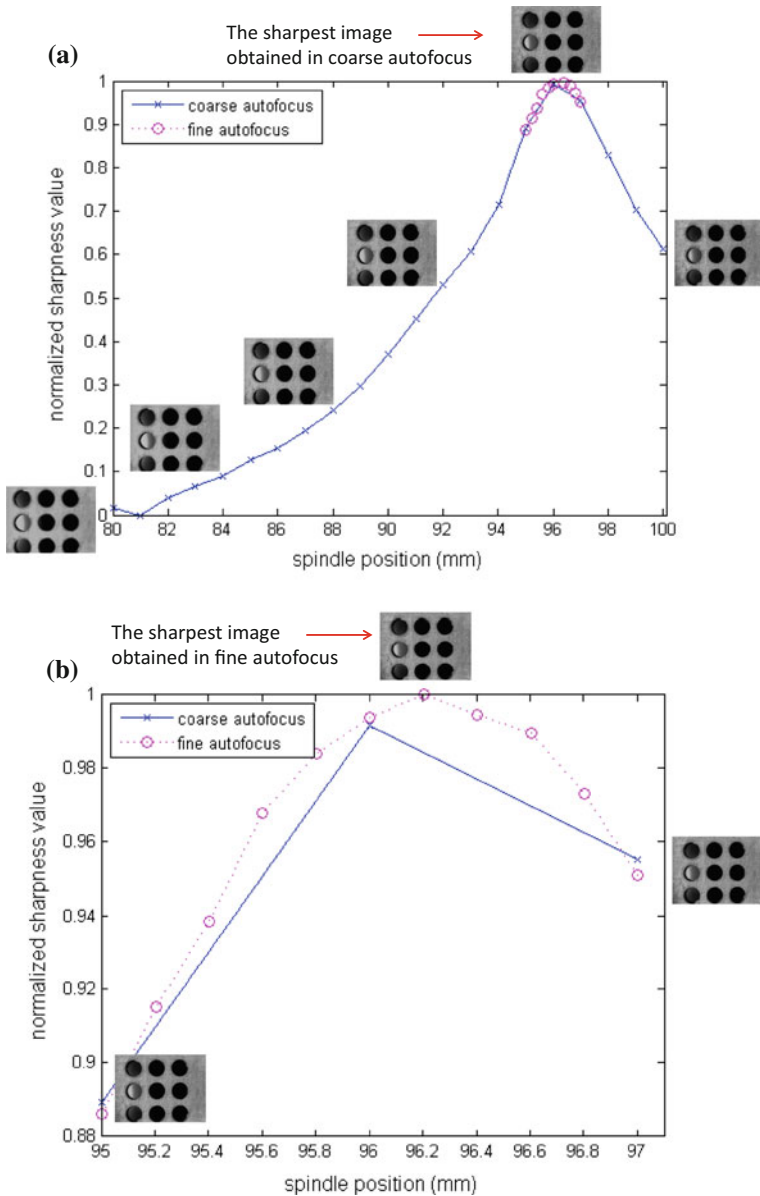 The sharpest image
obtained in coarse autofocus
(a)
coarse autofocus
fine autofocus
normalized sharpness value
1
0.9
0.8
0.7
0.6
0.5
0.4
0.3
0.2
0.1
0
80 82 84 86 88 90 92 94 96 98 100
spindle position (mm)
The sharpest image
obtained in fine autofocus
(b)
coarse autofocus
fine autofocus
normalized sharpness value
1
0.98
0.96
0.94
0.92
0.9
0.88
95 95.2 95.4 95.6 95.8 96 96.2 96.4 96.6 96.8 97
spindle position (mm)